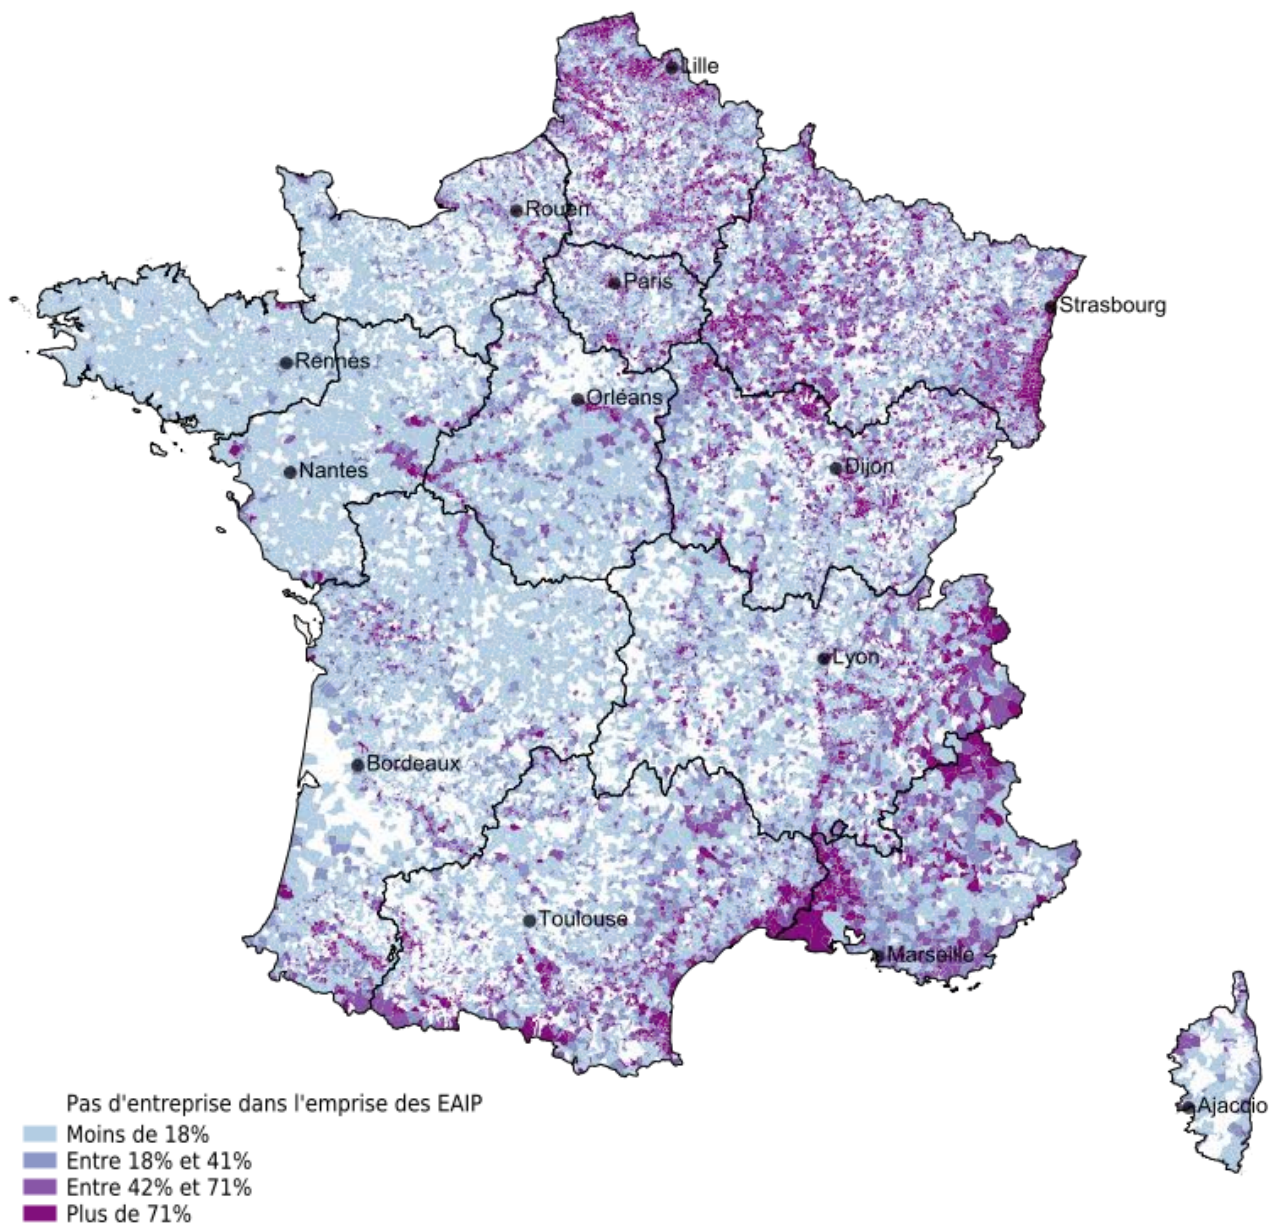 Lille
Rouen
Paris
Strasbourg
Rennes
Orléans
Dijon
Nantes
Lyon
Bordeaux
Toulouse
Marseille
Ajaccio
Pas d'entreprise dans l'emprise des EAIP
Moins de 18%
Entre 18% et 41%
Entre 42% et 71%
Plus de 71%